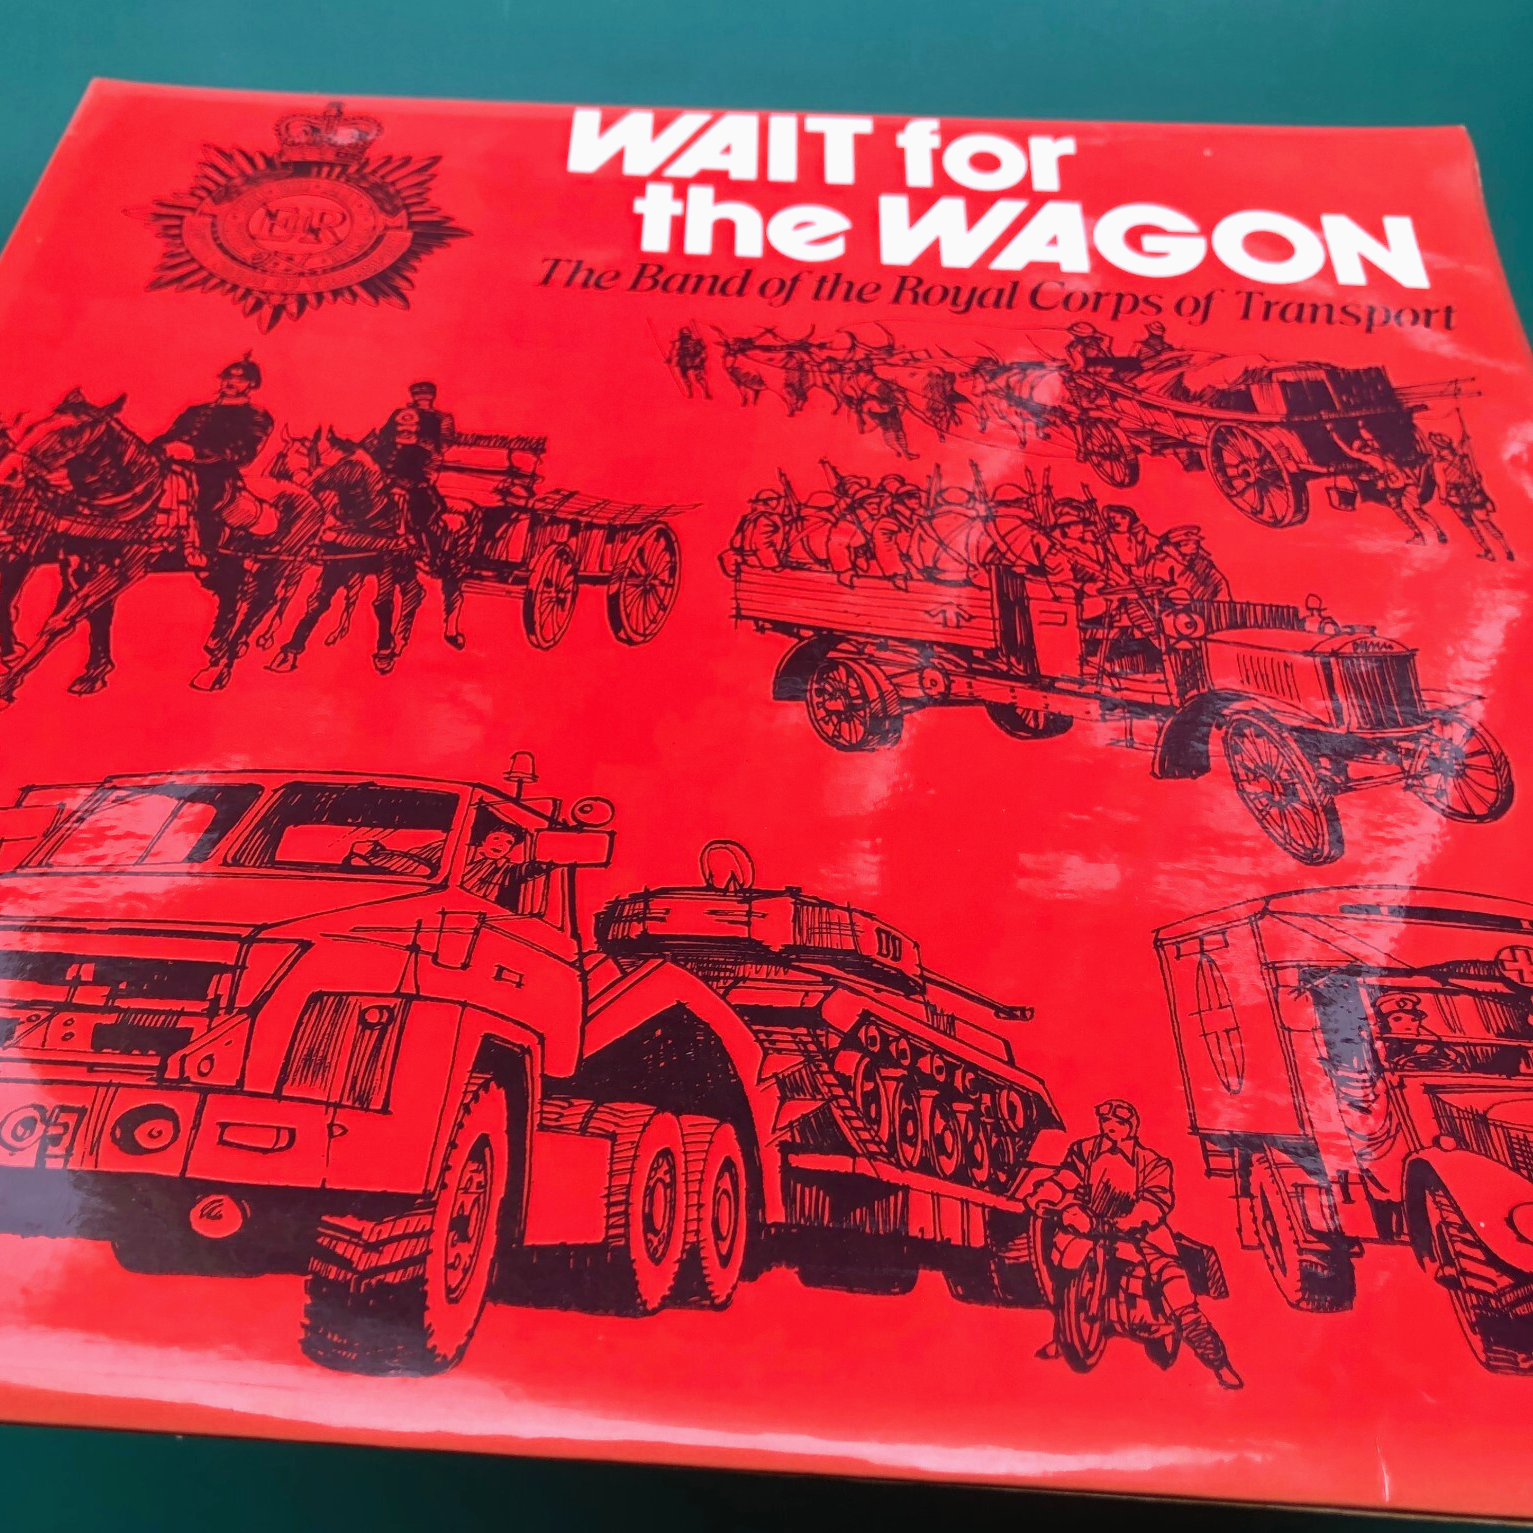 WAIT for
the WAGON
The Band of the Royal Corps of Transport